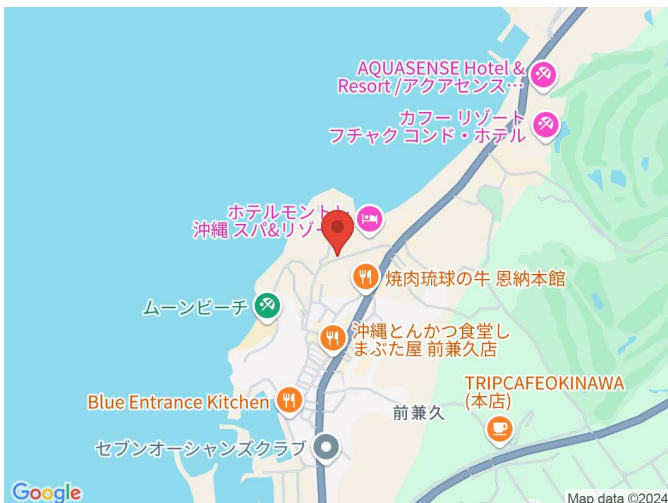 AQUASENSE Hotel &
Resort /アクアセンス…
カフー リゾート
フチャク コンド・ホテル
ホテルモントレ
沖縄 スパ&リゾー
焼肉琉球の牛 恩納本館
ムーンビーチ
沖縄とんかつ食堂し
まぶた屋 前兼久店
TRIPCAFEOKINAWA
(本店)
Blue Entrance Kitchen
前兼久
セブンオーシャンズクラブ
Google
Map data ©2024